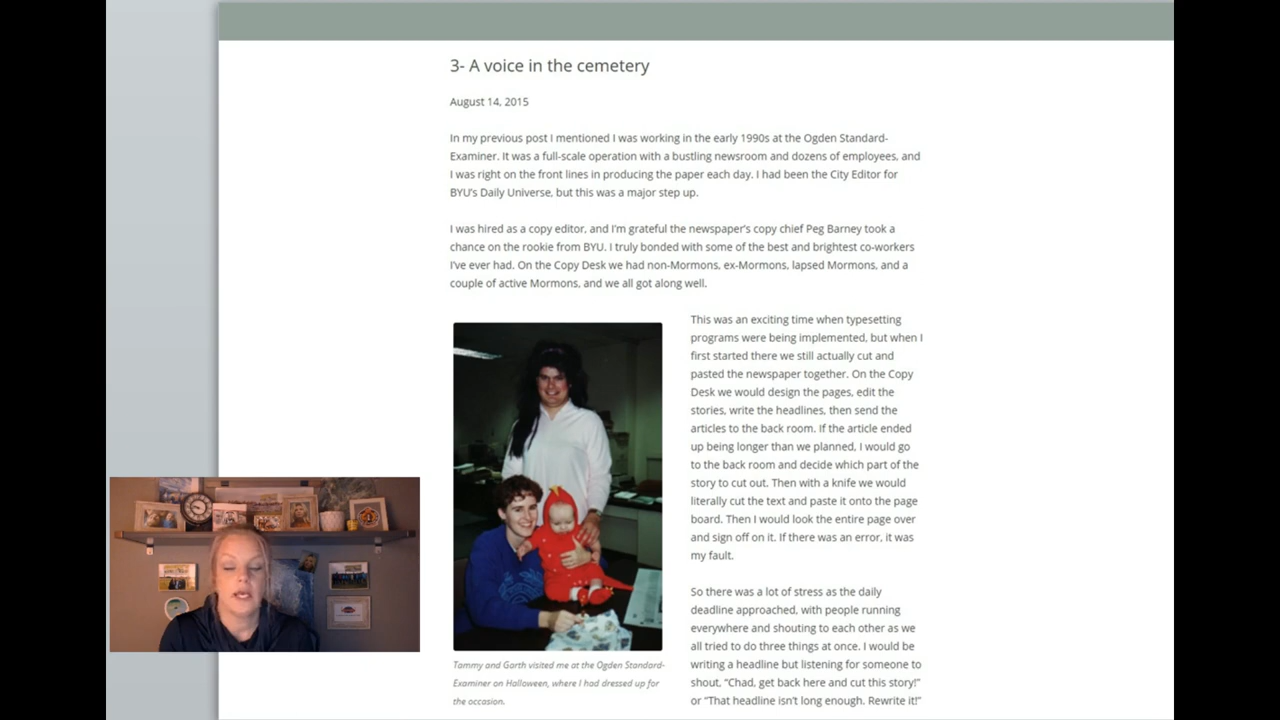 3- A voice in the cemetery
August 14, 2015
In my previous post I mentioned I was working in the early 1990s at the Ogden Standard-
Examiner. It was a full-scale operation with a bustling newsroom and dozens of employees, and
I was right on the front lines in producing the paper each day. I had been the City Editor for
BYU's Daily Universe, but this was a major step up.
I was hired as a copy editor, and I'm grateful the newspaper's copy chief Peg Barney took a
chance on the rookie from BYU. I truly bonded with some of the best and brightest co-workers
I've ever had. On the Copy Desk we had non-Mormons, ex-Mormons, lapsed Mormons, and a
couple of active Mormons, and we all got along well.
This was an exciting time when typesetting
programs were being implemented, but when I
first started there we still actually cut and
pasted the newspaper together. On the Copy
Desk we would design the pages, edit the
stories, write the headlines, then send the
articles to the back room. If the article ended
up being longer than we planned, I would go
to the back room and decide which part of the
story to cut out. Then with a knife we would
literally cut the text and paste it onto the page
board. Then I would look the entire page over
and sign off on it. If there was an error, it was
my fault.
So there was a lot of stress as the daily
deadline approached, with people running
everywhere and shouting to each other as we
all tried to do three things at once. I would be
writing a headline but listening for someone to
shout, "Chad, get back here and cut this story!"
or "That headline isn't long enough. Rewrite it!"
Tammy and Garth visited me at the Ogden Standard-
Examiner on Halloween, where I had dressed up for
the occasion.